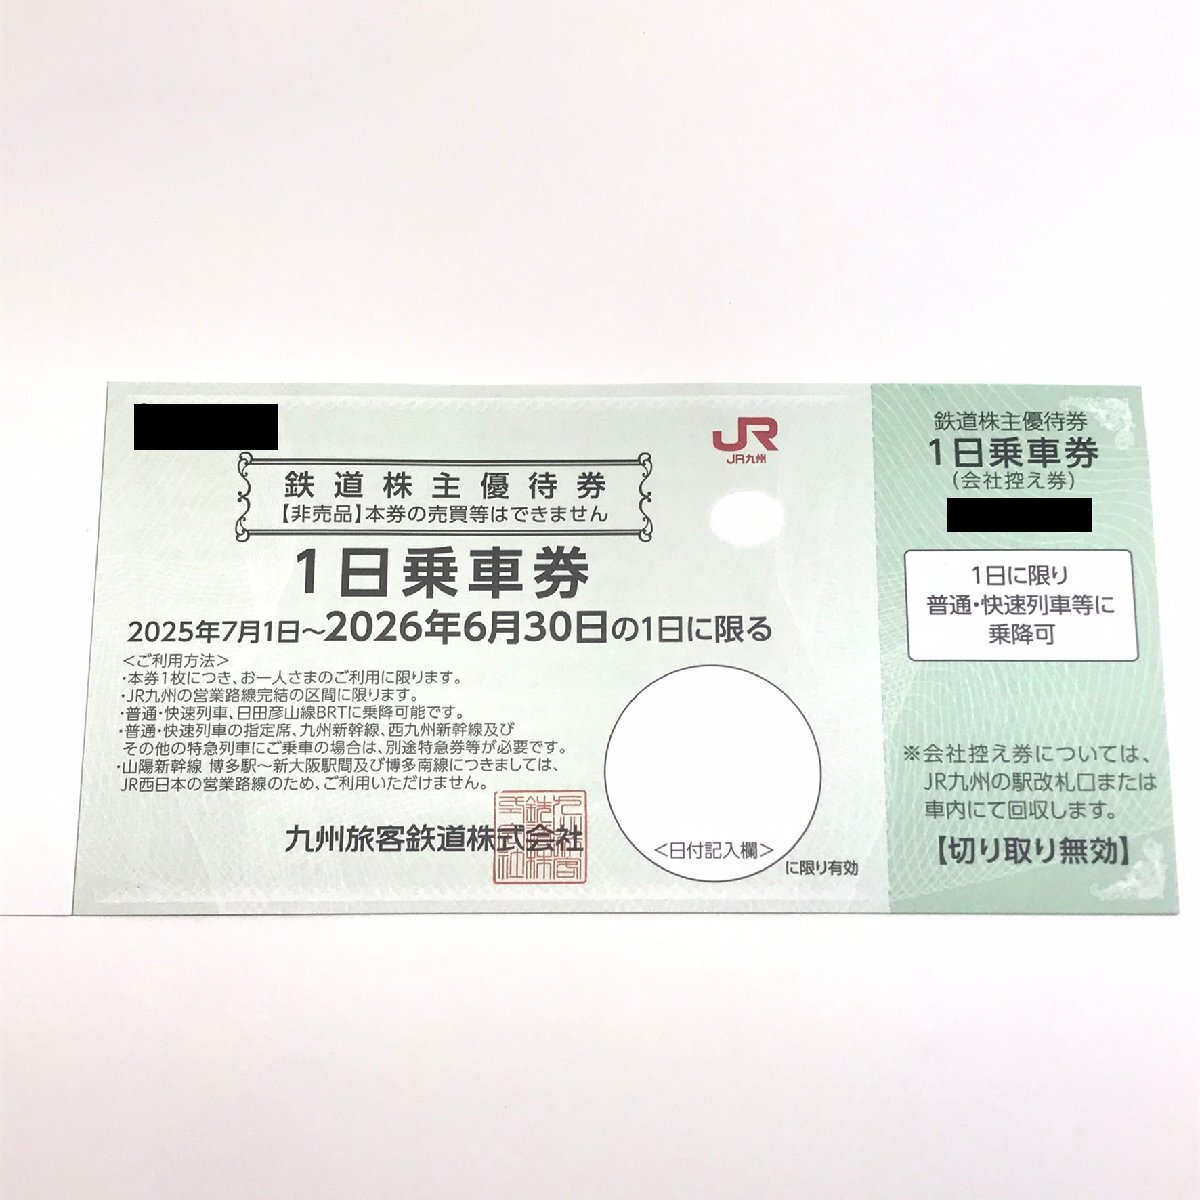 鉄道株主優待券
【非売品】本券の売買等はできません
1日乗車券
2025年7月1日～2026年6月30日の1日に限る
＜ご利用方法＞
・本券1枚につき、お一人さまのご利用に限ります。
・JR九州の営業路線完結の区間に限ります。
・普通・快速列車、日田彦山線BRTに乗降可能です。
・普通・快速列車の指定席、九州新幹線、西九州新幹線及び
その他の特急列車にご乗車の場合は、別途特急券等が必要です。
・山陽新幹線 博多駅～新大阪駅間及び博多南線につきましては、
JR西日本の営業路線のため、ご利用いただけません。
九州旅客鉄道株式会社
JR
JR九州
＜日付記入欄＞
に限り有効
鉄道株主優待券
1日乗車券
(会社控え券)
1日に限り
普通・快速列車等に
乗降可
※会社控え券については、
JR九州の駅改札口または
車内にて回収します。
【切り取り無効】